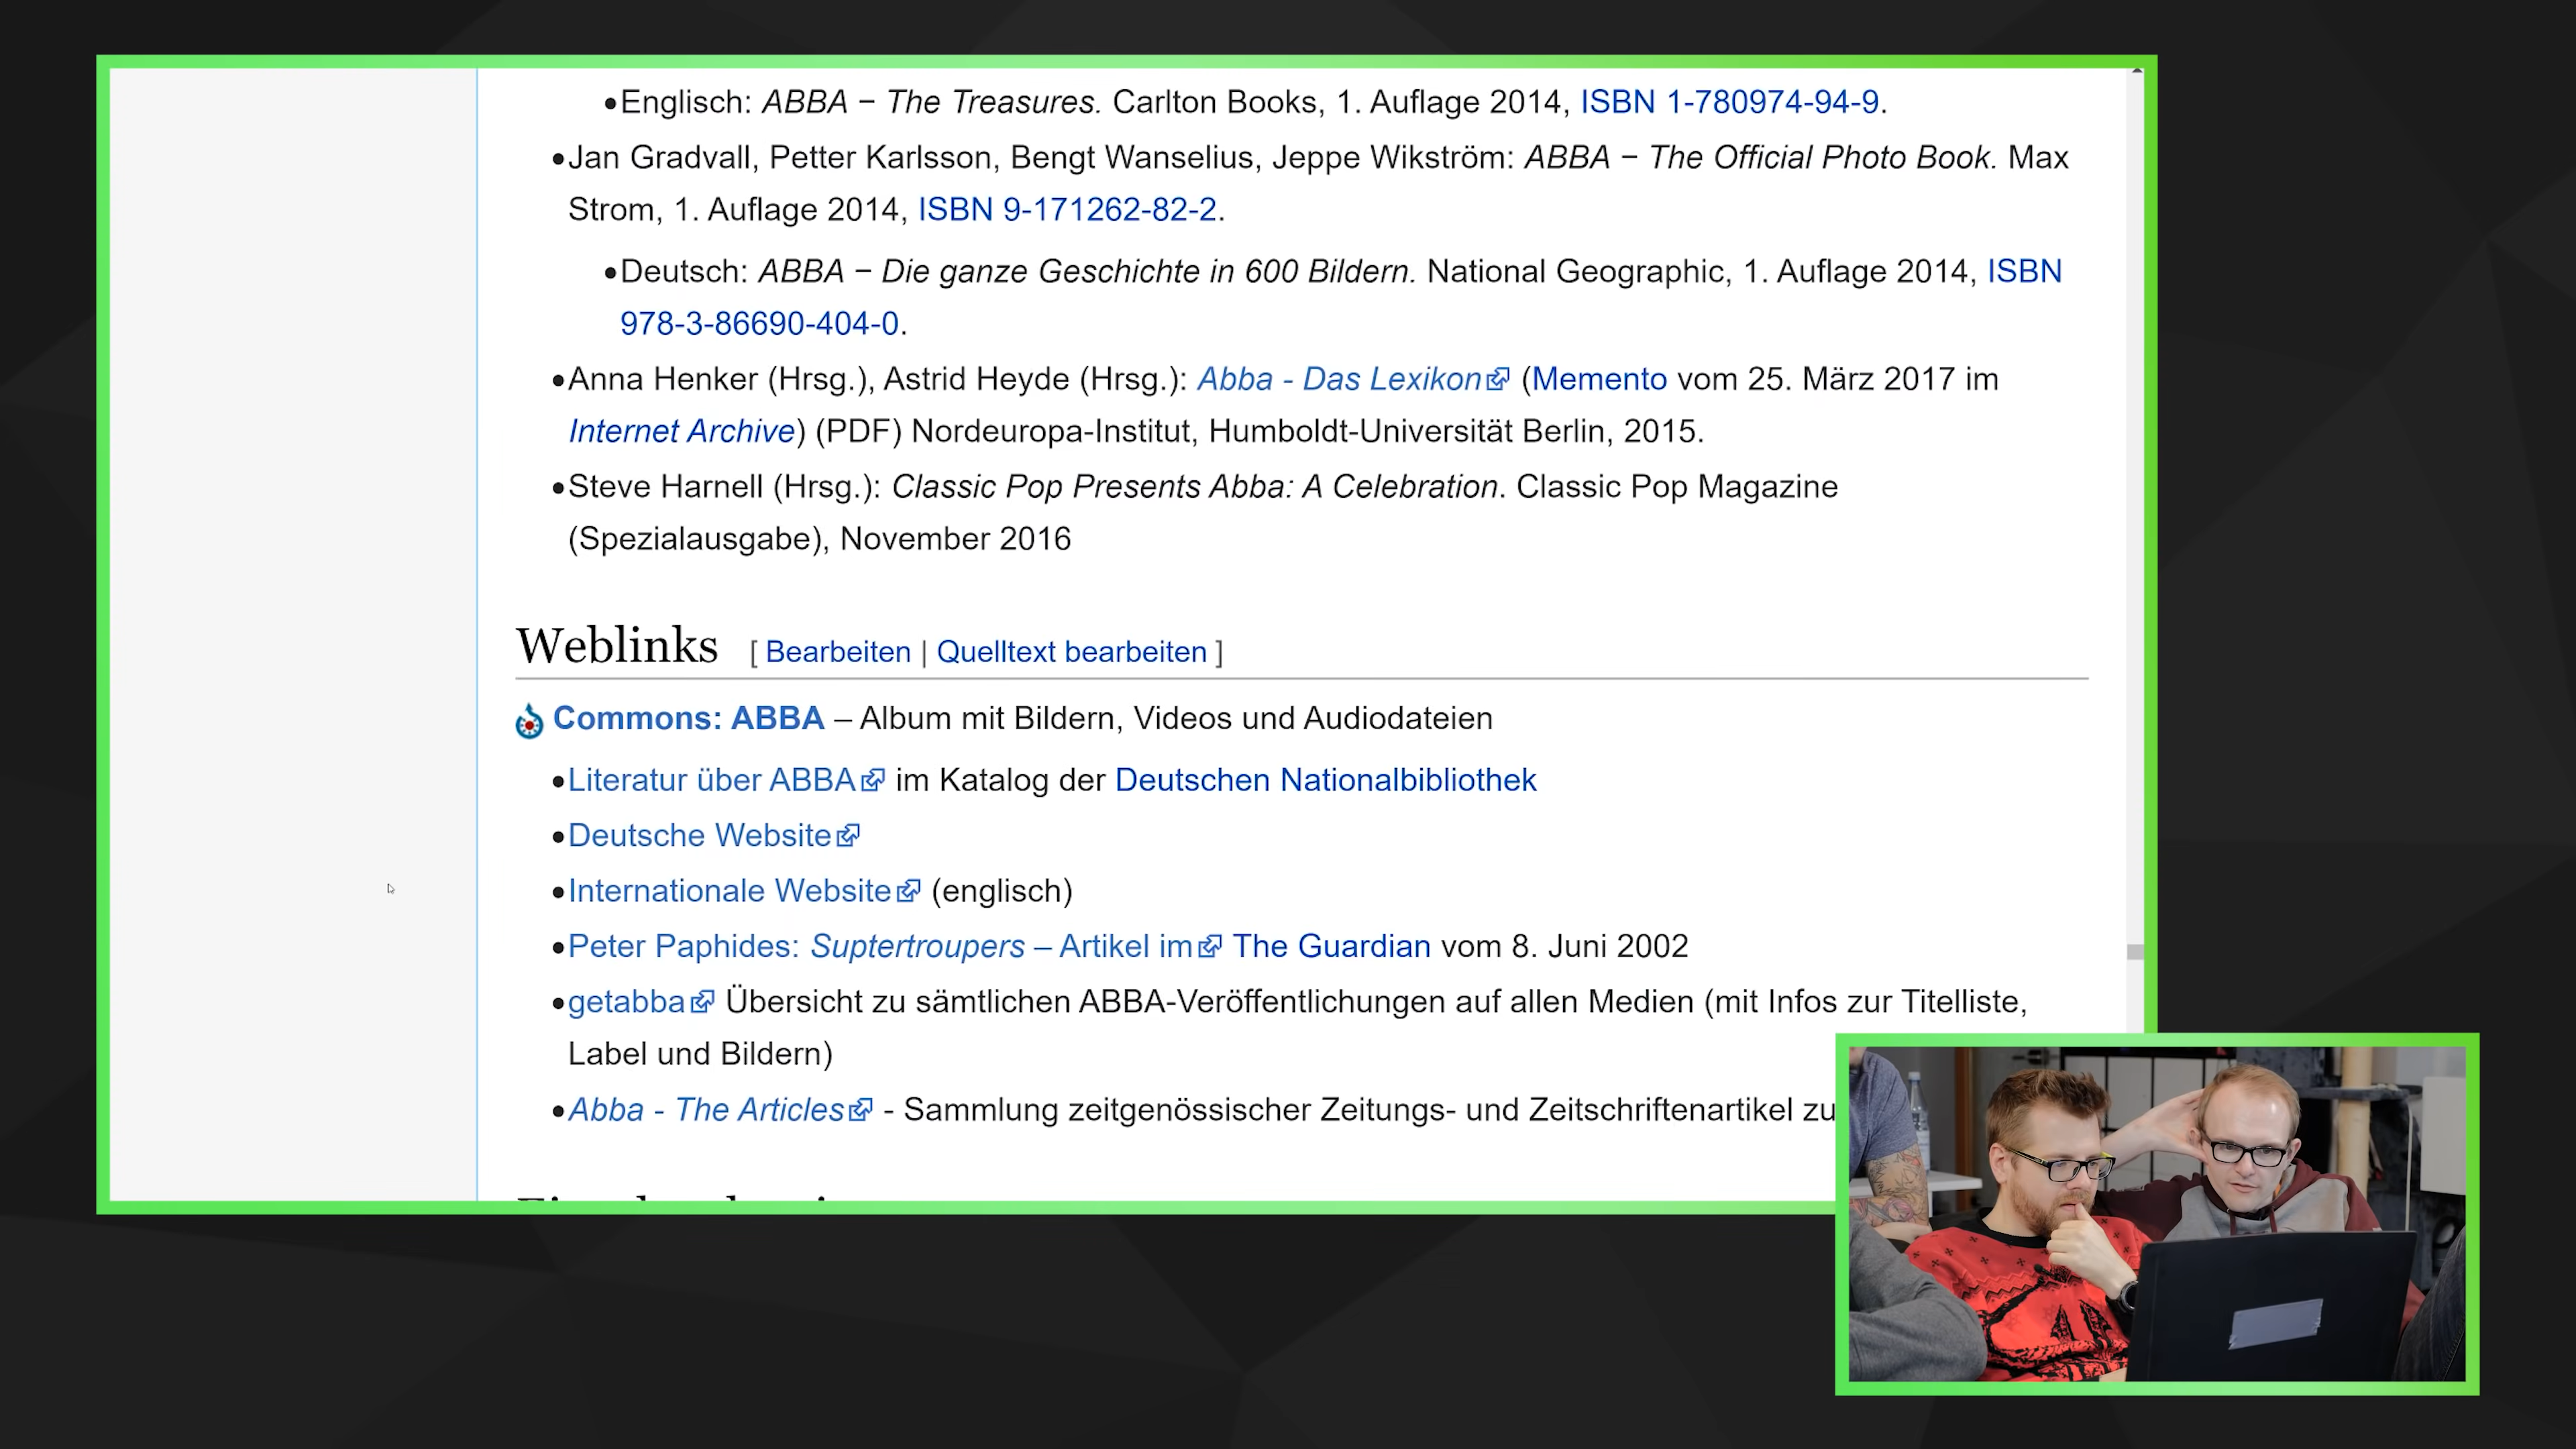 •Englisch: ABBA – The Treasures. Carlton Books, 1. Auflage 2014, ISBN 1-780974-94-9.
•Jan Gradvall, Petter Karlsson, Bengt Wanselius, Jeppe Wikström: ABBA – The Official Photo Book. Max
Strom, 1. Auflage 2014, ISBN 9-171262-82-2.
•Deutsch: ABBA – Die ganze Geschichte in 600 Bildern. National Geographic, 1. Auflage 2014, ISBN
978-3-86690-404-0.
•Anna Henker (Hrsg.), Astrid Heyde (Hrsg.): Abba - Das Lexikon (Memento vom 25. März 2017 im
Internet Archive) (PDF) Nordeuropa-Institut, Humboldt-Universität Berlin, 2015.
•Steve Harnell (Hrsg.): Classic Pop Presents Abba: A Celebration. Classic Pop Magazine
(Spezialausgabe), November 2016
Weblinks [ Bearbeiten | Quelltext bearbeiten ]
Commons: ABBA – Album mit Bildern, Videos und Audiodateien
•Literatur über ABBA im Katalog der Deutschen Nationalbibliothek
•Deutsche Website
•Internationale Website (englisch)
•Peter Paphides: Suptertroupers – Artikel im The Guardian vom 8. Juni 2002
•getabba Übersicht zu sämtlichen ABBA-Veröffentlichungen auf allen Medien (mit Infos zur Titelliste,
Label und Bildern)
•Abba - The Articles - Sammlung zeitgenössischer Zeitungs- und Zeitschriftenartikel zu